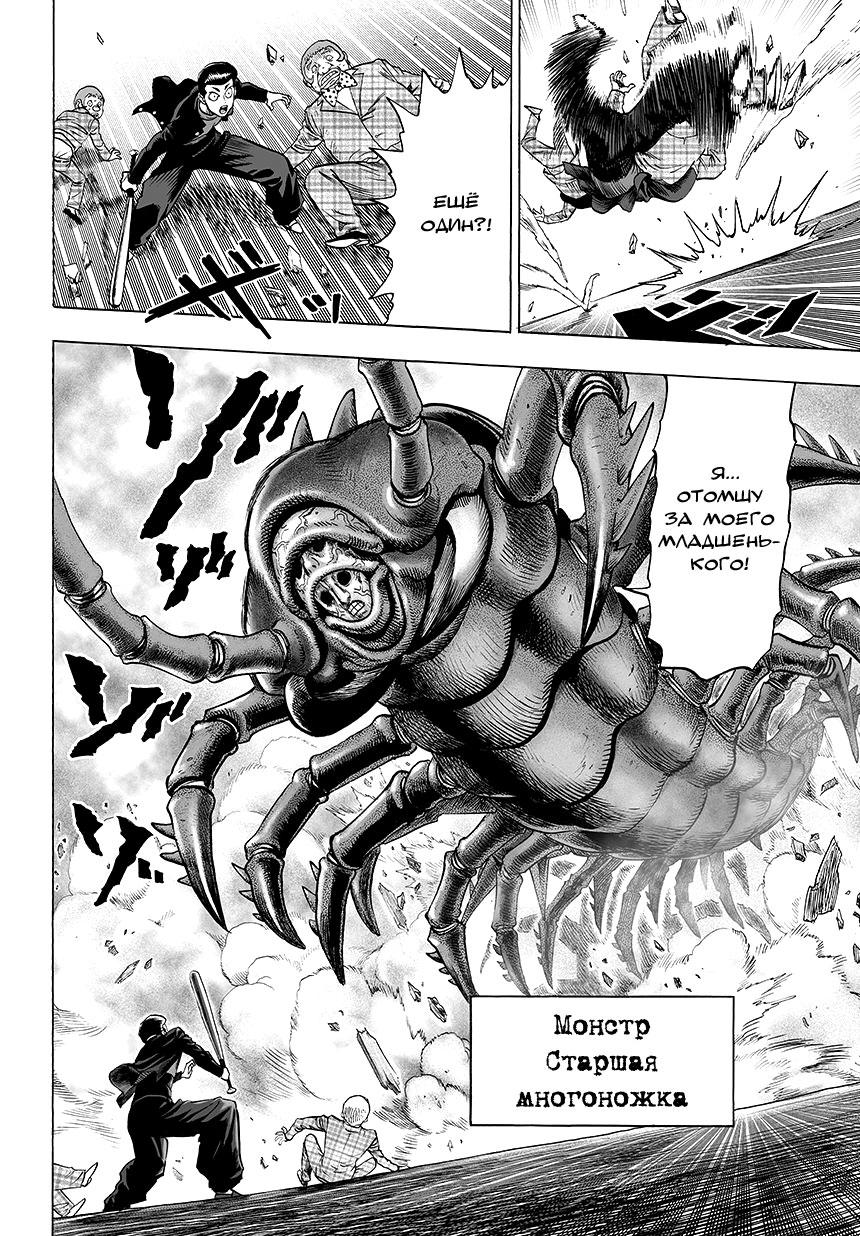 ЕЩЁ
ОДИН?!
Я...
ОТОМЩУ
ЗА МОЕГО
МЛАДШЕНЬ-
КОГО!
Монстр
Старшая
многоножка